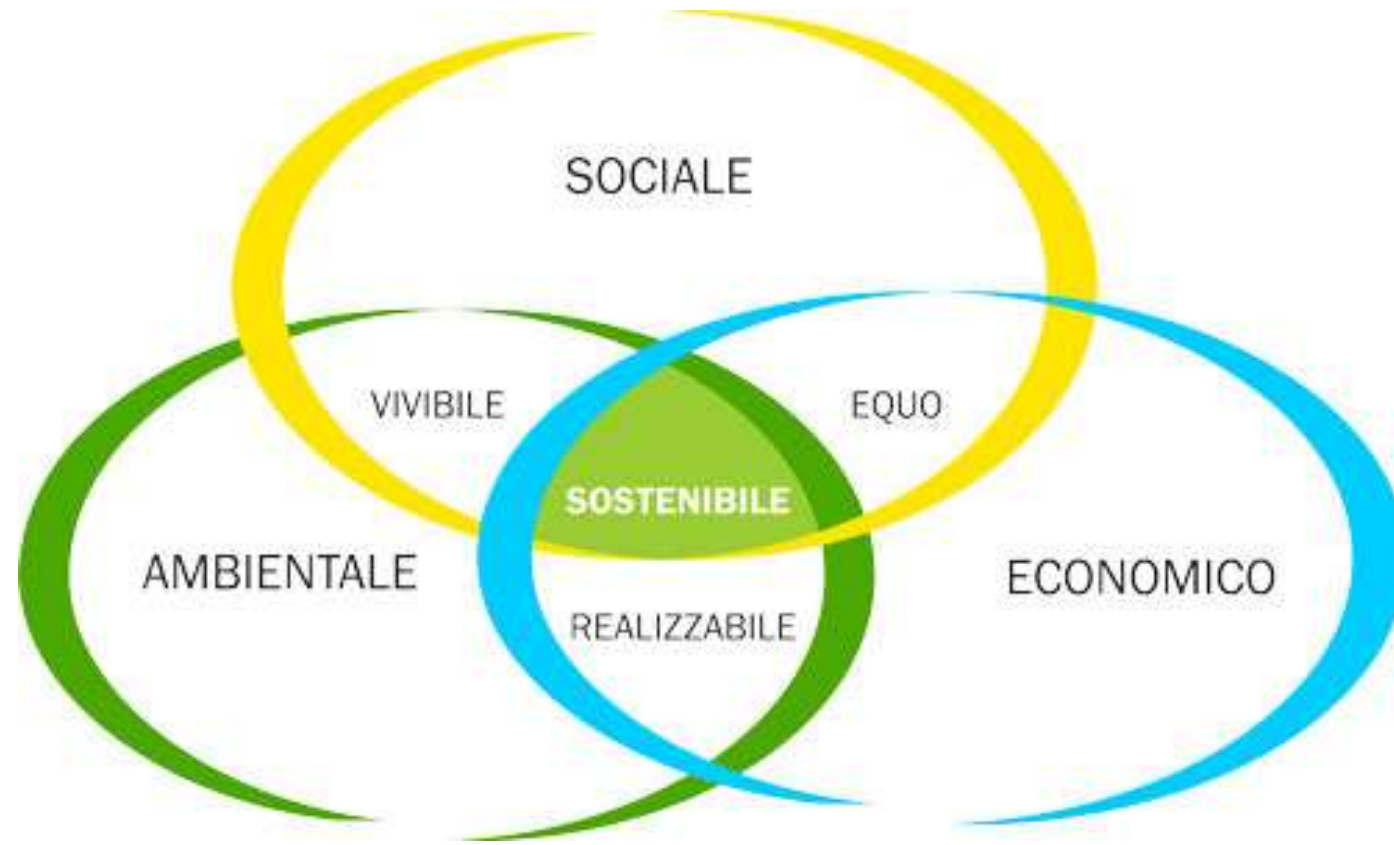 SOCIALE
VIVIBILE
EQUO
SOSTENIBILE
AMBIENTALE
ECONOMICO
REALIZZABILE